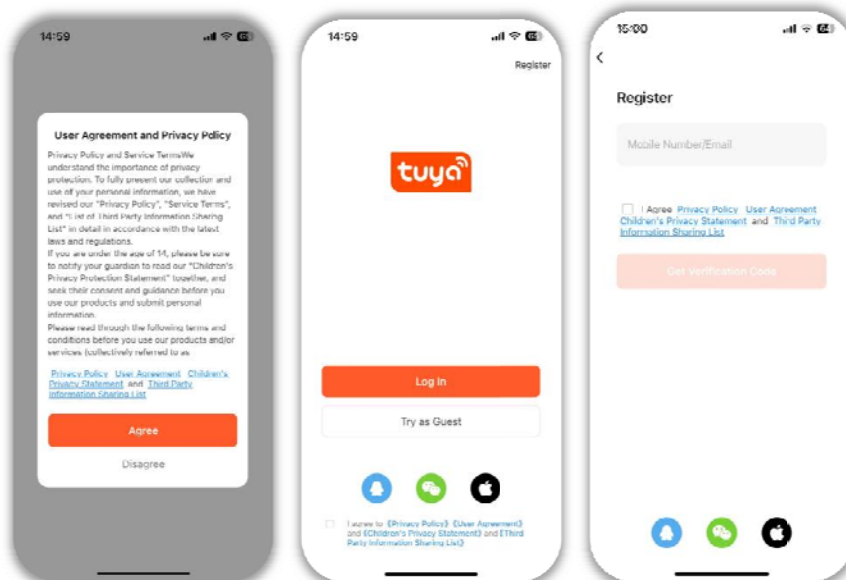 14:59
User Agreement and Privacy Policy
Privacy Policy and Service TermsWe
understand the importance of privacy
protection. To fully present our collection and
use of your personal information, we have
revised our "Privacy Policy", "Service Terms",
and "List of Third Party Information Sharing
List" in detail in accordance with the latest
laws and regulations.
If you are under the age of 14, please be sure
to notify your guardian to read our "Children's
Privacy Protection Statement" together, and
seek their consent and guidance before you
use our products and submit personal
information.
Please read through the following terms and
conditions before you use our products and/or
services (collectively referred to as
Privacy Policy User Agreement Children's
Privacy Statement and Third Party
Information Sharing List
Agree
Disagree
14:59
Register
tuya
Log In
Try as Guest
I agree to《Privacy Policy》《User Agreement》
and《Children's Privacy Statement》and《Third
Party Information Sharing List》
15:00
Register
Mobile Number/Email
I Agree Privacy Policy User Agreement
Children's Privacy Statement and Third Party
Information Sharing List
Get Verification Code